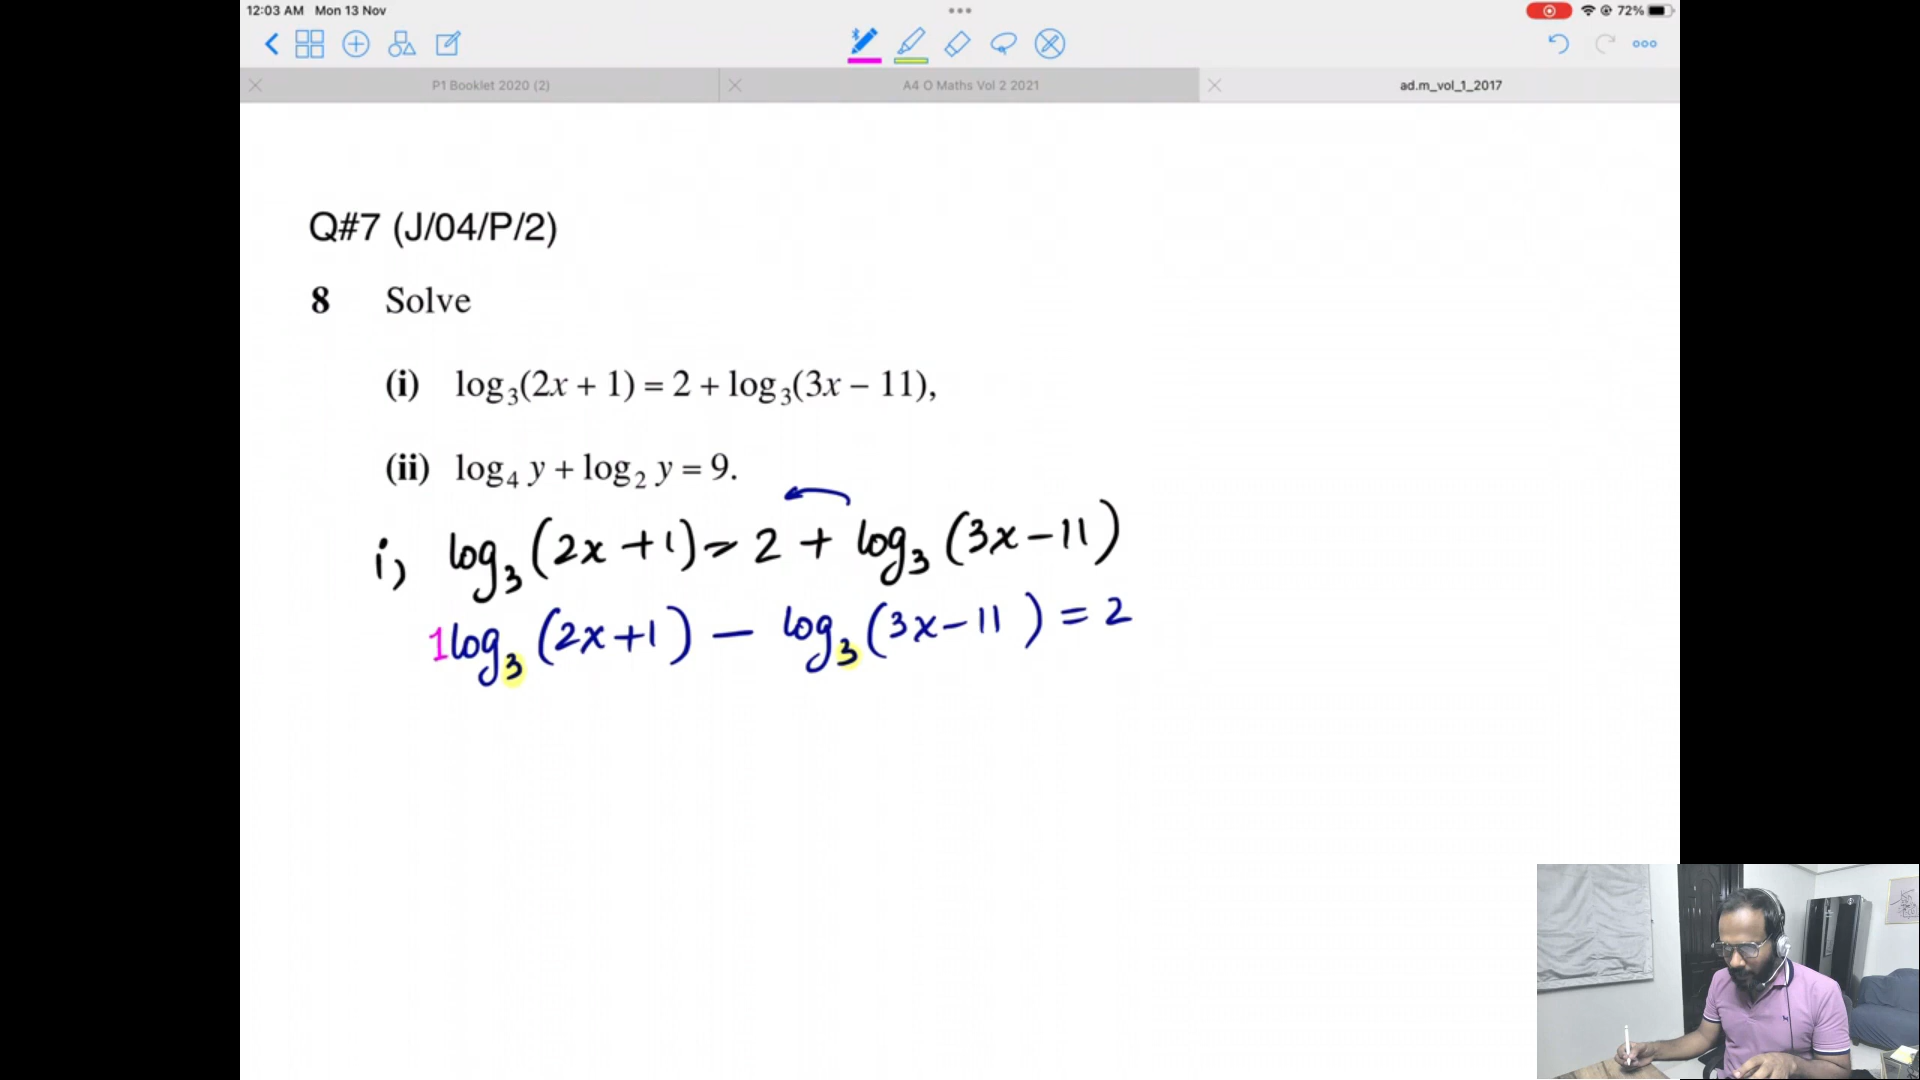 12:03 AM Mon 13 Nov
72%
P1 Booklet 2020 (2)
A4 O Maths Vol 2 2021
ad.m_vol_1_2017
Q#7 (J/04/P/2)
8 Solve
(i) log₃(2x + 1) = 2 + log₃(3x − 11),
(ii) log₄ y + log₂ y = 9.
i, log₃ (2x + 1) = 2 + log₃ (3x − 11)
1log₃ (2x+1) − log₃ (3x−11) = 2